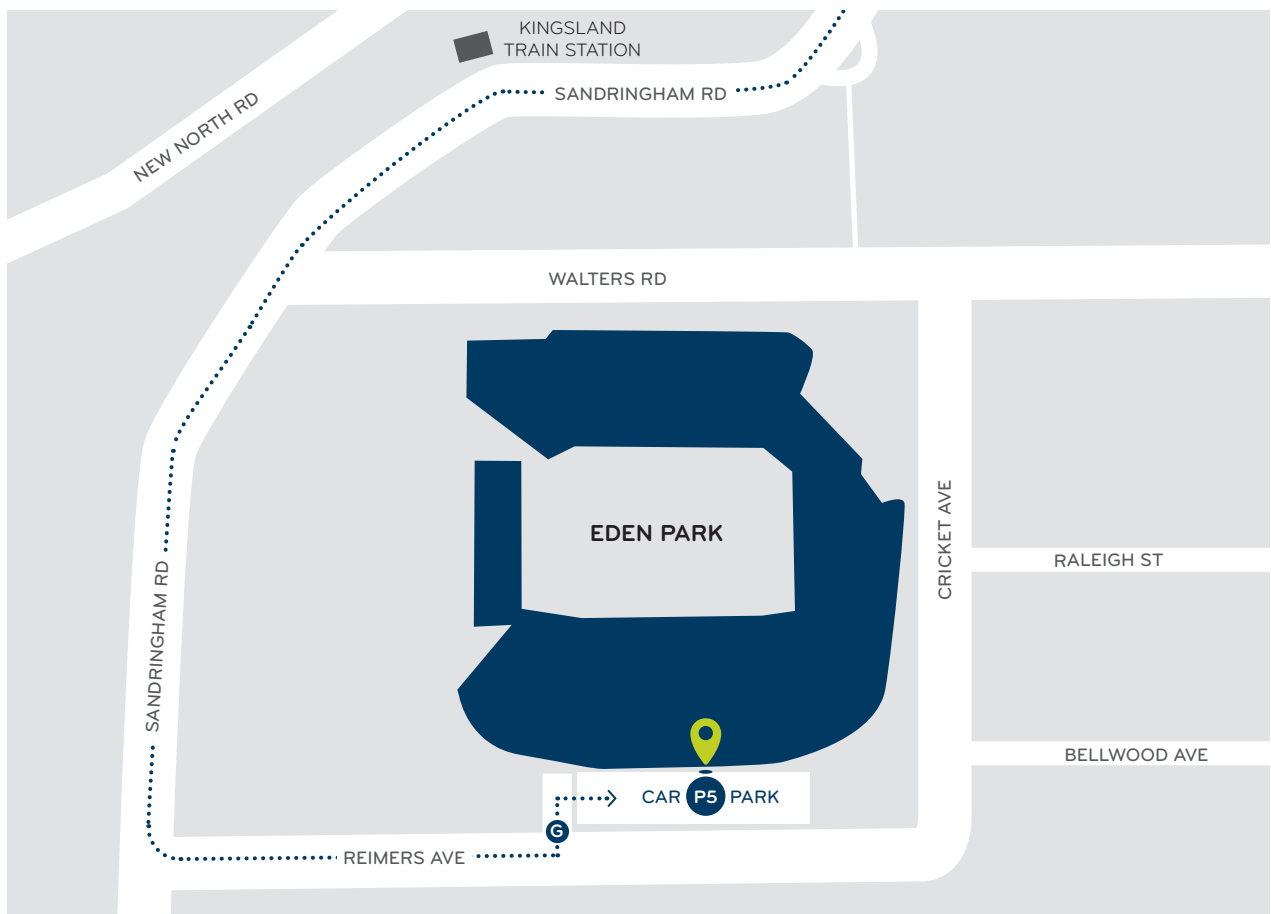 KINGSLAND
TRAIN STATION
SANDRINGHAM RD
NEW NORTH RD
WALTERS RD
EDEN PARK
CRICKET AVE
RALEIGH ST
SANDRINGHAM RD
BELLWOOD AVE
CAR P5 PARK
G
REIMERS AVE